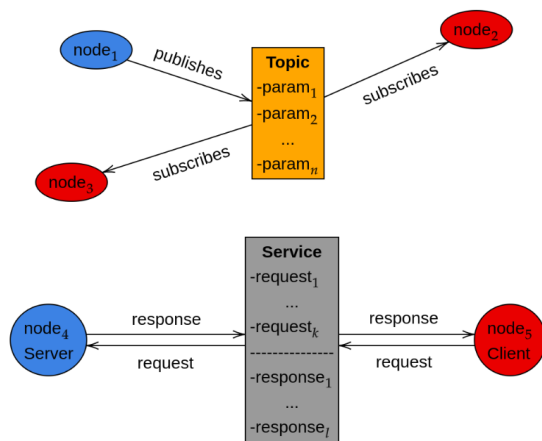 node₁
publishes
Topic
-param₁
-param₂
...
-paramₙ
node₂
subscribes
node₃
subscribes
Service
-request₁
...
-requestₖ
---------------
-response₁
...
-responseₗ
node₄
Server
response
request
response
request
node₅
Client